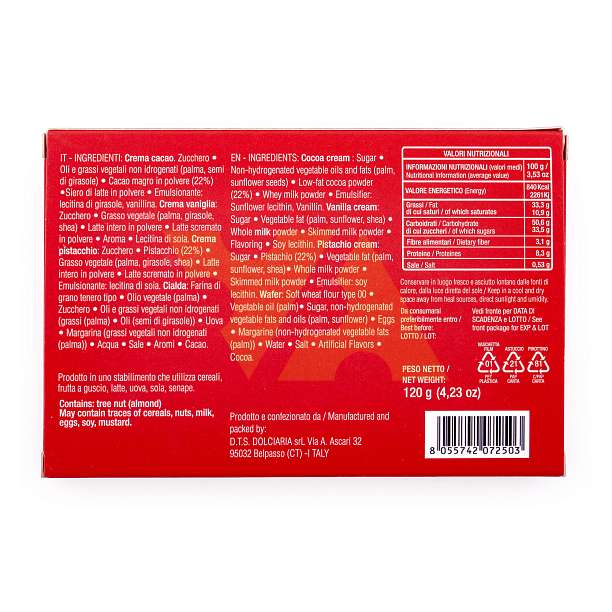 IT - INGREDIENTI: Crema cacao. Zucchero •
Oli e grassi vegetali non idrogenati (palma, semi
di girasole) • Cacao magro in polvere (22%)
•Siero di latte in polvere • Emulsionante:
lecitina di girasole, vanillina. Crema vaniglia:
Zucchero • Grasso vegetale (palma, girasole,
shea) • Latte intero in polvere • Latte scremato in
polvere • Aroma • Lecitina di soia. Crema
pistacchio: Zucchero • Pistacchio (22%) •
Grasso vegetale (palma, girasole, shea) • Latte
intero in polvere • Latte scremato in polvere •
Emulsionante: lecitina di soia. Cialda: Farina di
grano tenero tipo • Olio vegetale (palma) •
Zucchero • Oli e grassi vegetali non idrogenati
(grassi (palma) • Oli (semi di girasole)) • Uova
• Margarina (grassi vegetali non idrogenati
(palma)) • Acqua • Sale • Aromi • Cacao.
Prodotto in uno stabilimento che utilizza cereali,
frutta a guscio, latte, uova, soia, senape.
Contains: tree nut (almond)
May contain traces of cereals, nuts, milk,
eggs, soy, mustard.
EN - INGREDIENTS: Cocoa cream : Sugar •
Non-hydrogenated vegetable oils and fats (palm,
sunflower seeds) • Low-fat cocoa powder
(22%) • Whey milk powder • Emulsifier:
Sunflower lecithin, Vanillin. Vanilla cream:
Sugar • Vegetable fat (palm, sunflower, shea) •
Whole milk powder • Skimmed milk powder •
Flavoring • Soy lecithin. Pistachio cream:
Sugar • Pistachio (22%) • Vegetable fat (palm,
sunflower, shea)• Whole milk powder •
Skimmed milk powder • Emulsifier: soy
lecithin. Wafer: Soft wheat flour type 00 •
Vegetable oil (palm) • Sugar, non-hydrogenated
vegetable fats and oils (palm, sunflower) • Eggs
• Margarine (non-hydrogenated vegetable fats
(palm)) • Water • Salt • Artificial Flavors •
Cocoa.
Prodotto e confezionato da / Manufactured and
packed by:
D.T.S. DOLCIARIA srL Via A. Ascari 32
95032 Belpasso (CT) -I ITALY
VALORI NUTRIZIONALI
INFORMAZIONI NUTRIZIONALI (valori medi) 100 g /
Nutritional information (average value) 3,53 oz
VALORE ENERGETICO (Energy) 840 Kcal
2261KJ
Grassi / Fat 33,3 g
di cui saturi / of which saturates 10,9 g
Carboidrati / Carbohydrate 50,6 g
di cui zuccheri / of which sugars 33,5 g
Fibre alimentari / Dietary fiber 3,1 g
Proteine / Proteines 8,3 g
Sale / Salt 0,53 g
Conservare in luogo fresco e asciutto lontano dalle fonti di
calore, dalla luce diretta del sole / Keep in a cool and dry
space away from heat sources, direct sunlight and umidity.
Da consumarsi
preferibilmente entro /
Best before:
LOTTO / LOT:
Vedi fronte per DATA DI
SCADENZA e LOTTO / See
front package for EXP & LOT
PESO NETTO /
NET WEIGHT:
120 g (4,23 oz)
MASCHETTA FILM ASTUCCIO PIROTTINO
01 21 81
PET PAP C/PAP
PLASTICA CARTA CARTA
8 055742 072503